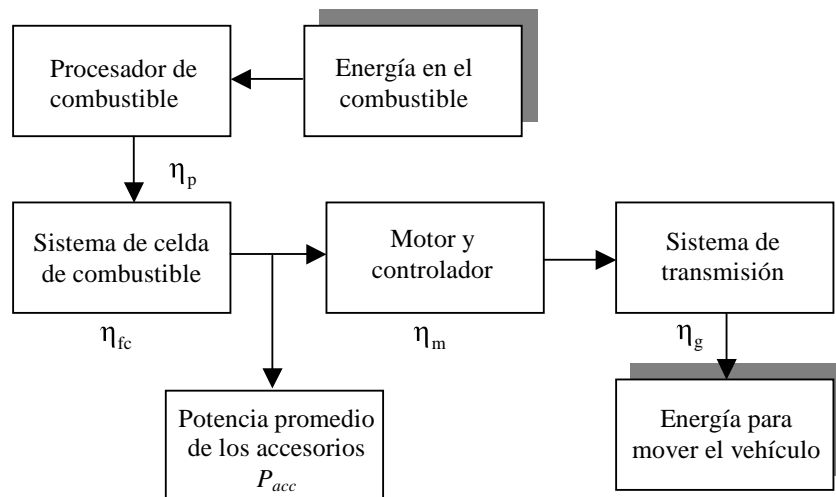 Procesador de
combustible
Energía en el
combustible
η_p
Sistema de celda
de combustible
Motor y
controlador
Sistema de
transmisión
η_fc
η_m
η_g
Potencia promedio
de los accesorios
P_acc
Energía para
mover el vehículo